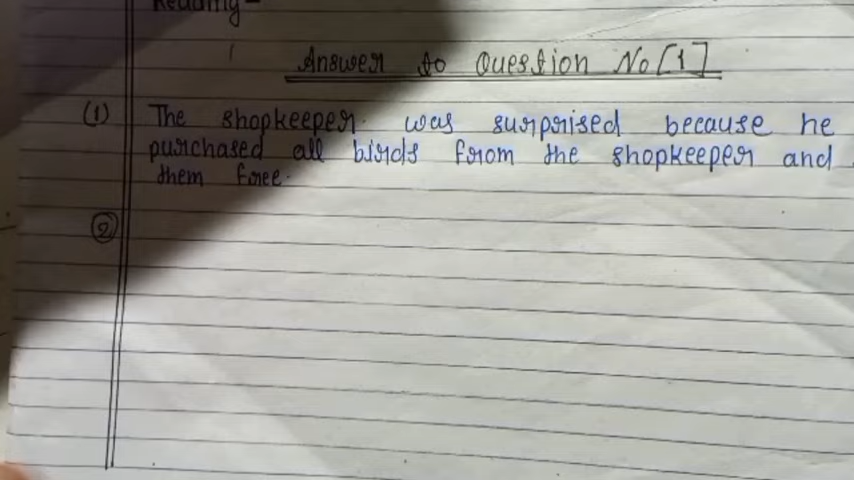 Reading -
Answer to Question No [1]
(1) The shopkeeper. was surprised because he
purchased all birds from the shopkeeper and
them free.
②